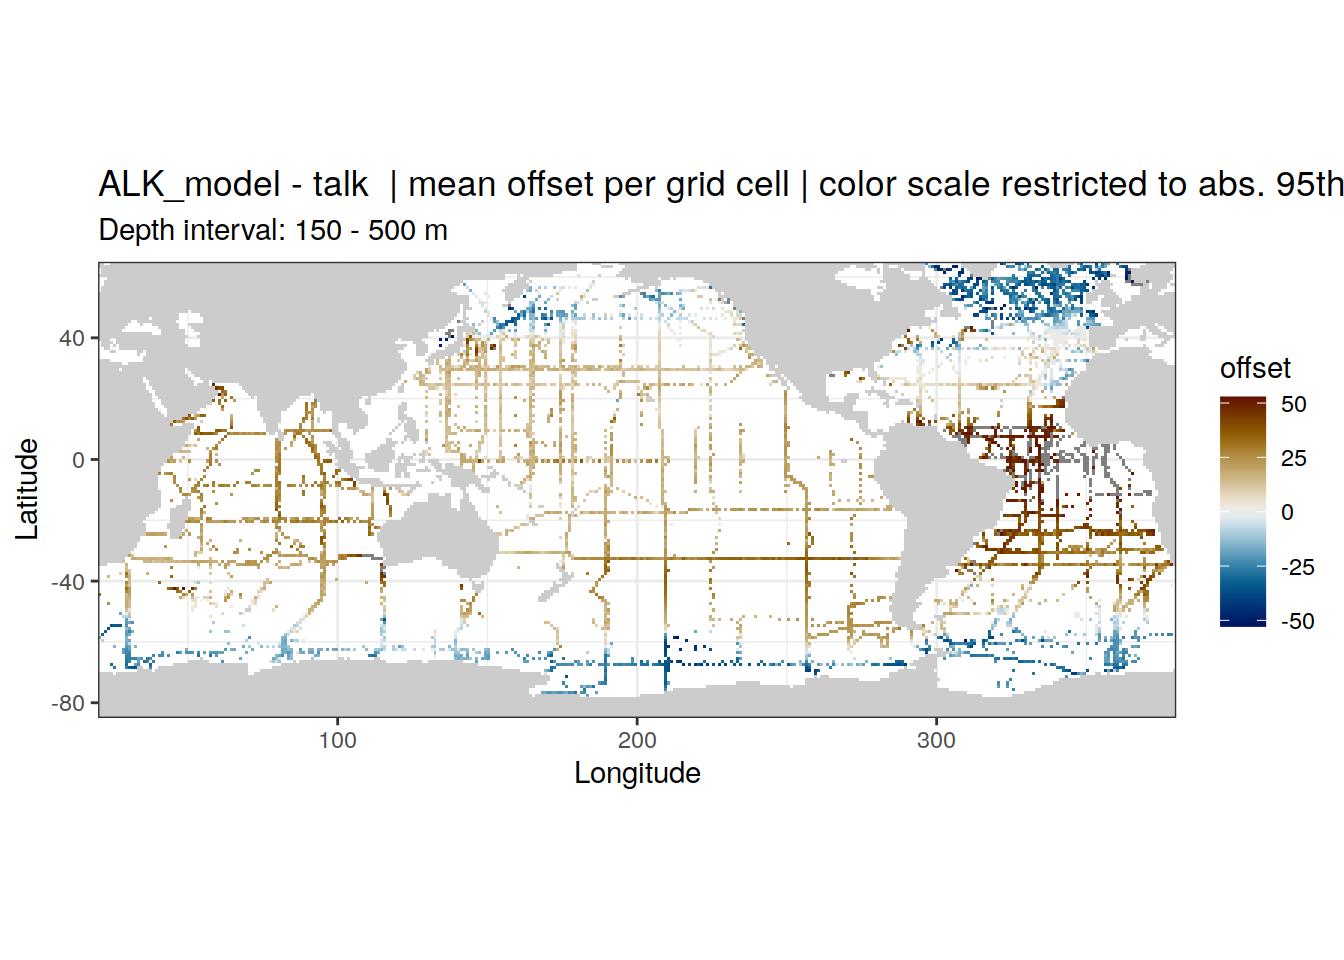 ALK_model - talk  | mean offset per grid cell | color scale restricted to abs. 95th
Depth interval: 150 - 500 m
offset
50
25
0
-25
-50
40
0
-40
-80
Latitude
100
200
300
Longitude